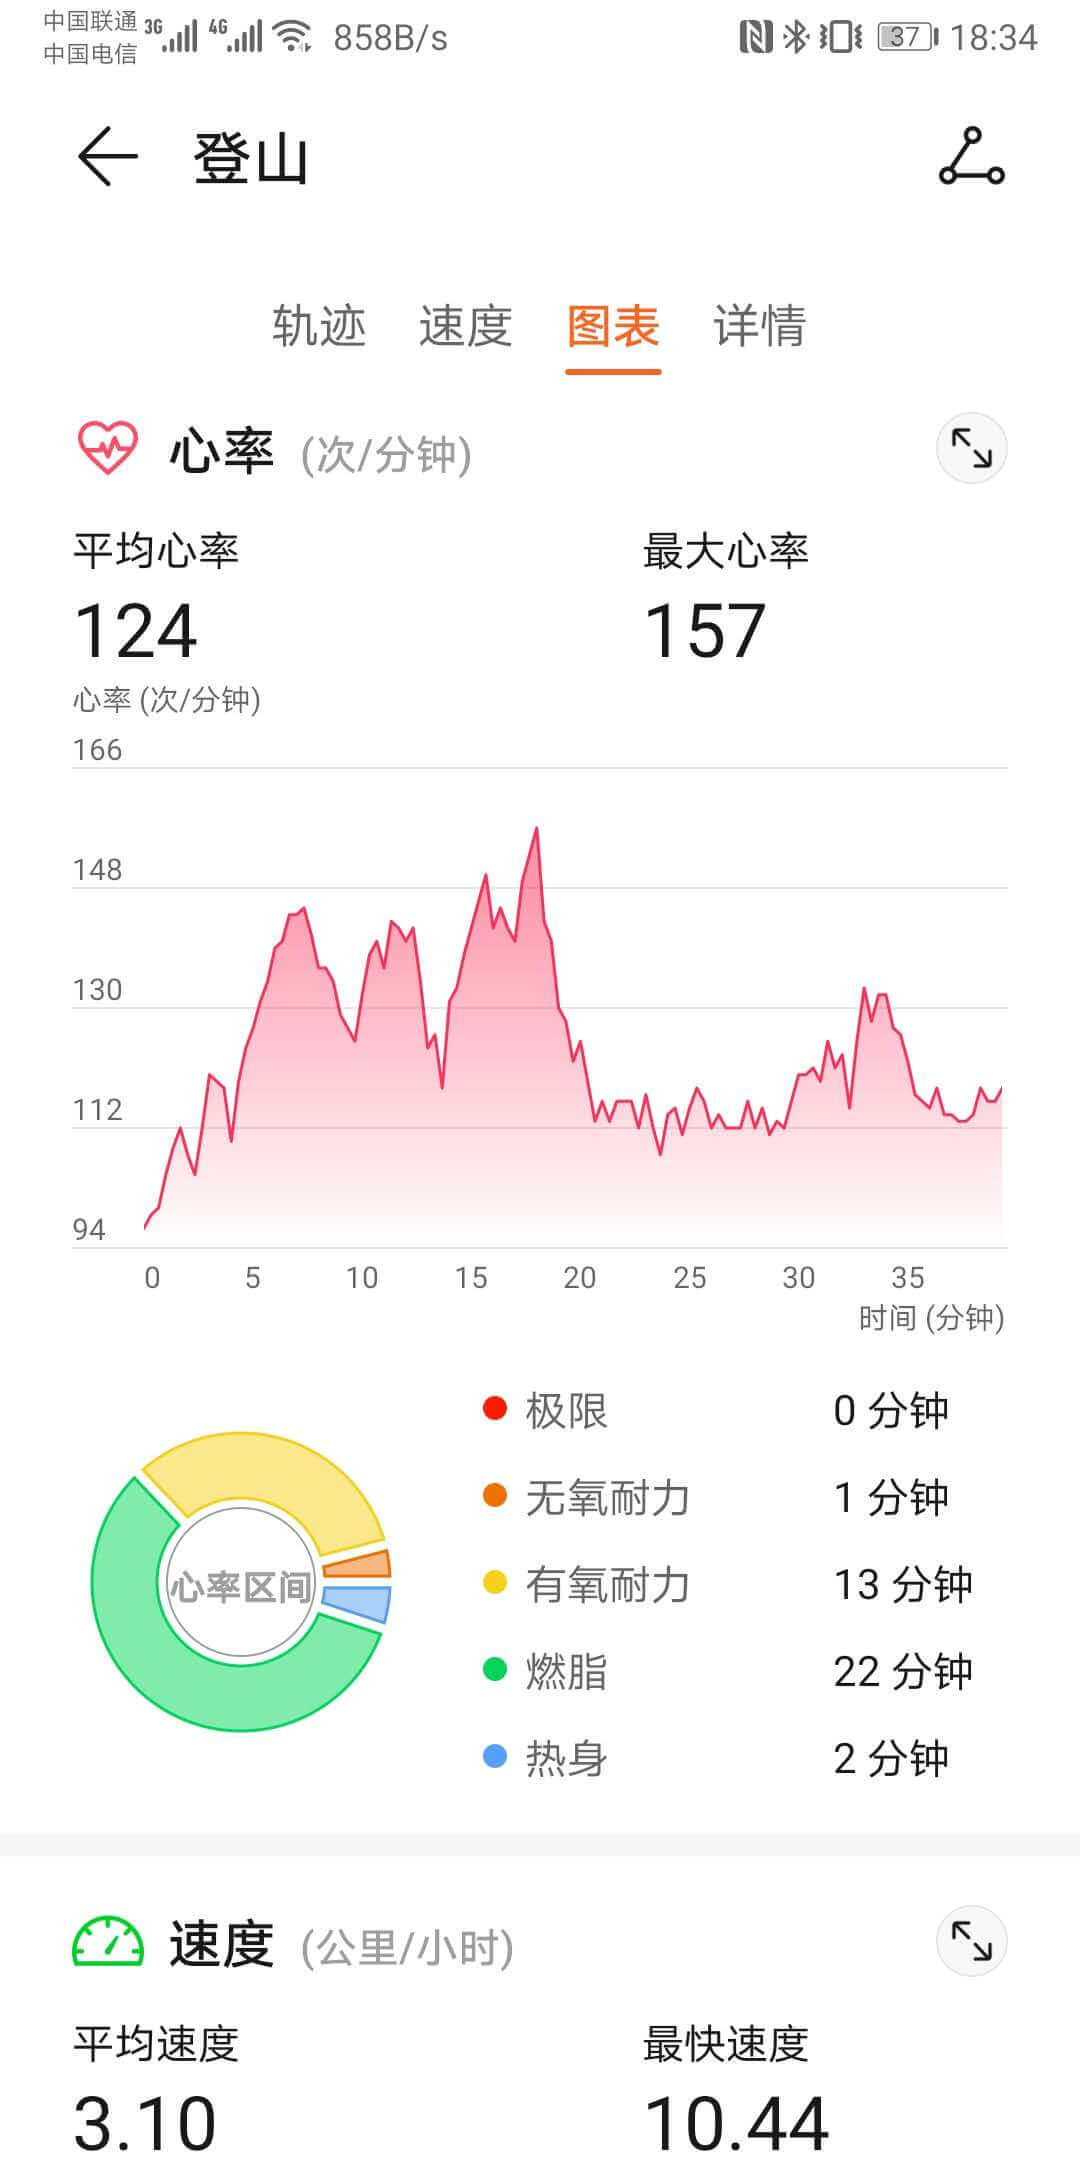 中国联通 3G 4G 858B/s 37 18:34
中国电信
登山
轨迹 速度 图表 详情
心率 (次/分钟)
平均心率 最大心率
124 157
心率 (次/分钟)
166
148
130
112
94
0 5 10 15 20 25 30 35
时间 (分钟)
极限 0 分钟
无氧耐力 1 分钟
有氧耐力 13 分钟
心率区间
燃脂 22 分钟
热身 2 分钟
速度 (公里/小时)
平均速度 最快速度
3.10 10.44